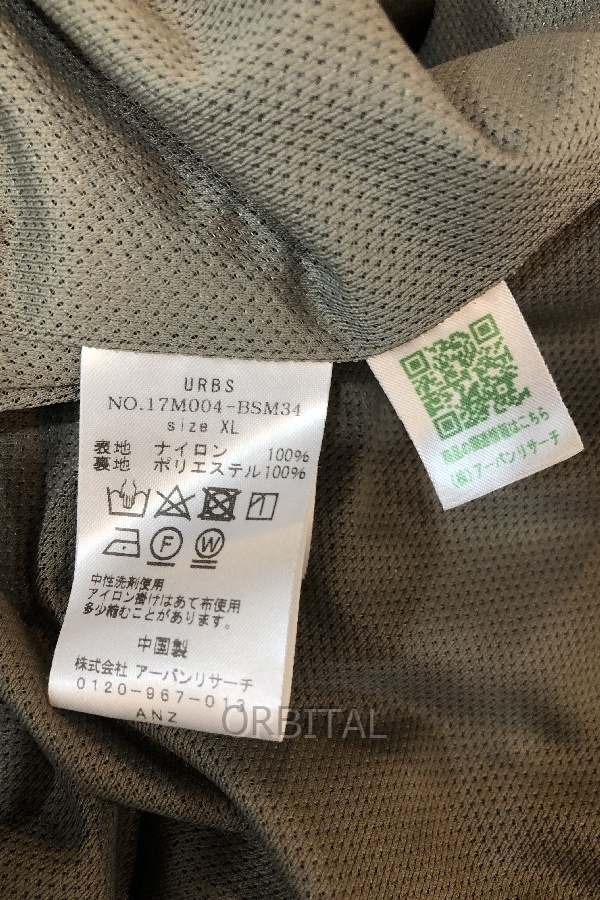 URBS
NO.17M004-BSM34
size XL
表地 ナイロン 100%
裏地 ポリエステル100%
F W
中性洗剤使用
アイロン掛けはあて布使用
多少縮むことがあります。
中国製
株式会社 アーバンリサーチ
0120-967-013
ANZ
商品の関連情報はこちら
(株)アーバンリサーチ
ORBITAL